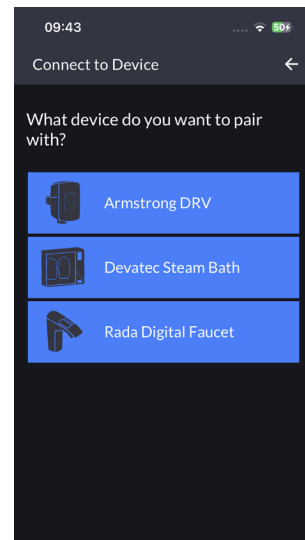 09:43
50
Connect to Device
What device do you want to pair
with?
Armstrong DRV
Devatec Steam Bath
Rada Digital Faucet